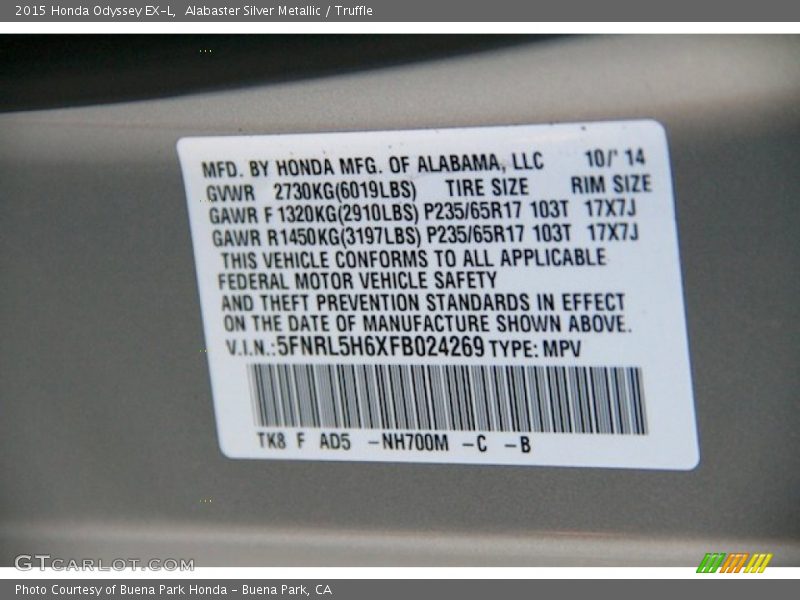 2015 Honda Odyssey EX-L,  Alabaster Silver Metallic / Truffle
MFD. BY HONDA MFG. OF ALABAMA, LLC 10/' 14
GVWR 2730KG(6019LBS) TIRE SIZE RIM SIZE
GAWR F 1320KG(2910LBS) P235/65R17 103T 17X7J
GAWR R1450KG(3197LBS) P235/65R17 103T 17X7J
THIS VEHICLE CONFORMS TO ALL APPLICABLE
FEDERAL MOTOR VEHICLE SAFETY
AND THEFT PREVENTION STANDARDS IN EFFECT
ON THE DATE OF MANUFACTURE SHOWN ABOVE.
V.I.N.:5FNRL5H6XFB024269 TYPE: MPV
TK8 F AD5 -NH700M -C -B
GTCARLOT.COM
Photo Courtesy of Buena Park Honda - Buena Park, CA